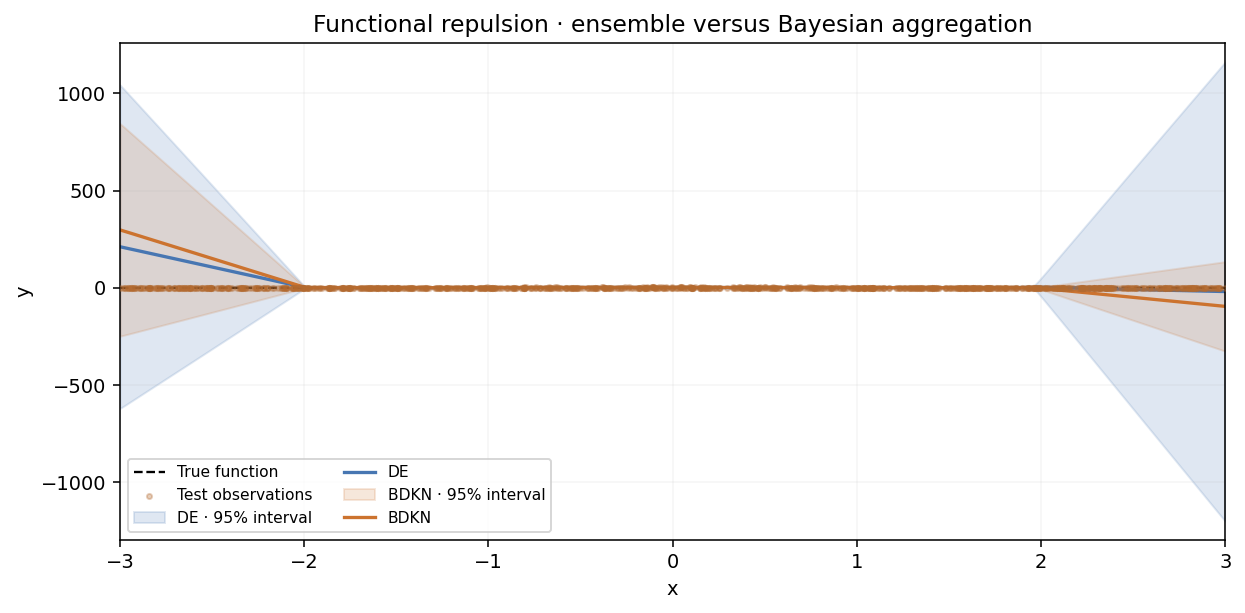 Functional repulsion · ensemble versus Bayesian aggregation
y
1000
500
0
−500
−1000
True function
Test observations
DE · 95% interval
DE
BDKN · 95% interval
BDKN
−3 −2 −1 0 1 2 3
x